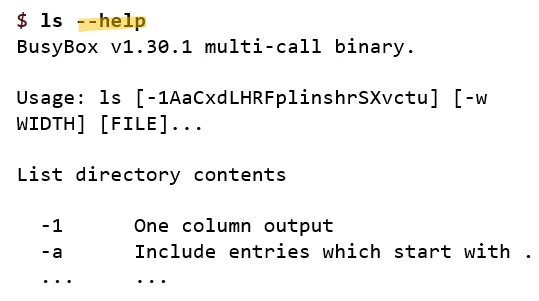 $ ls --help
BusyBox v1.30.1 multi-call binary.
Usage: ls [-1AaCxdLHRFplinshrSXvctu] [-w
WIDTH] [FILE]...
List directory contents
-1 One column output
-a Include entries which start with .
... ...